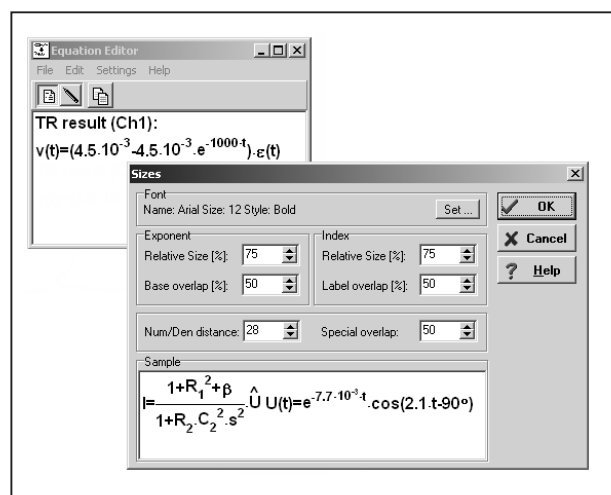 Equation Editor
File Edit Settings Help
TR result (Ch1):
v(t)=(4.5.10⁻³-4.5.10⁻³.e⁻¹⁰⁰⁰·ᵗ).ε(t)
Sizes
Font
Name: Arial Size: 12 Style: Bold Set ...
OK
Cancel
Help
Exponent
Relative Size [%]: 75
Base overlap [%]: 50
Index
Relative Size [%]: 75
Label overlap [%]: 50
Num/Den distance: 28 Special overlap: 50
Sample
1+R₁²+β
I= .Û U(t)=e⁻⁷·⁷·¹⁰⁻³·ᵗ.cos(2.1.t-90º)
1+R₂.C₂².s²